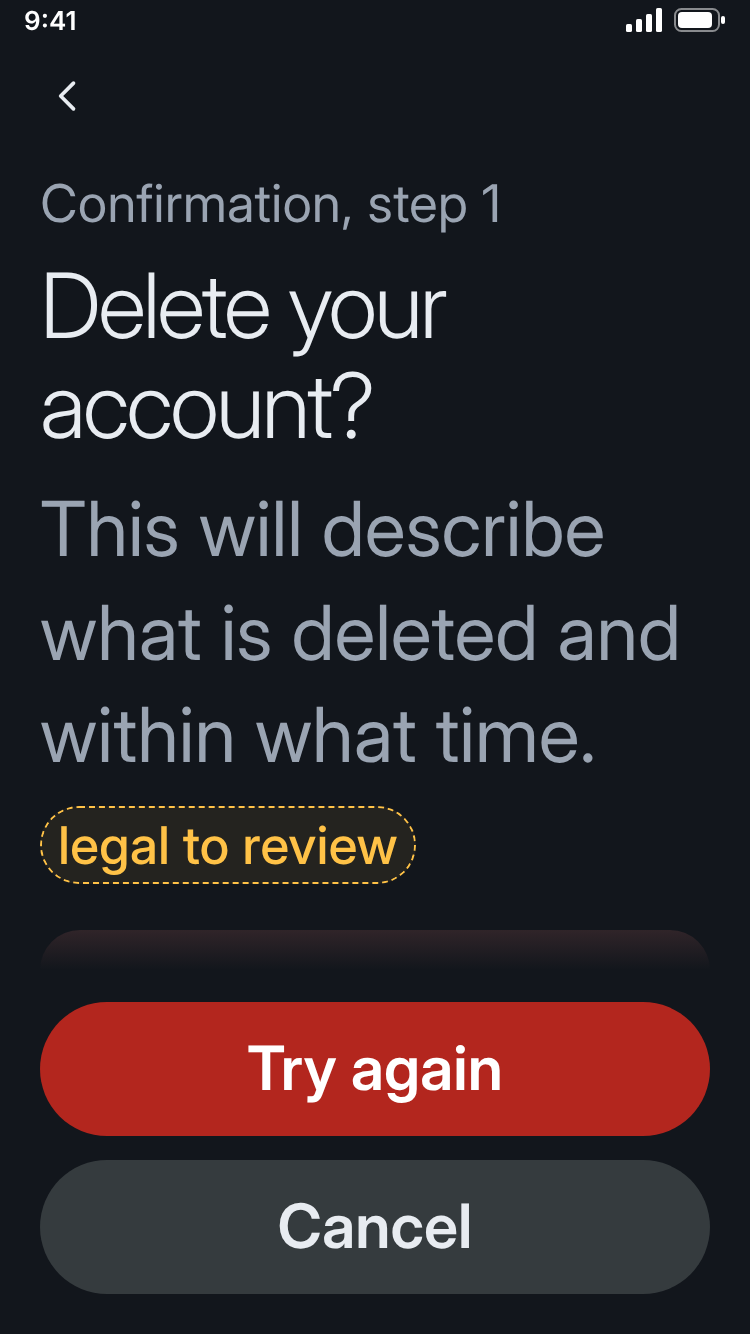 9:41
Confirmation, step 1
Delete your
account?
This will describe
what is deleted and
within what time.
legal to review
Try again
Cancel